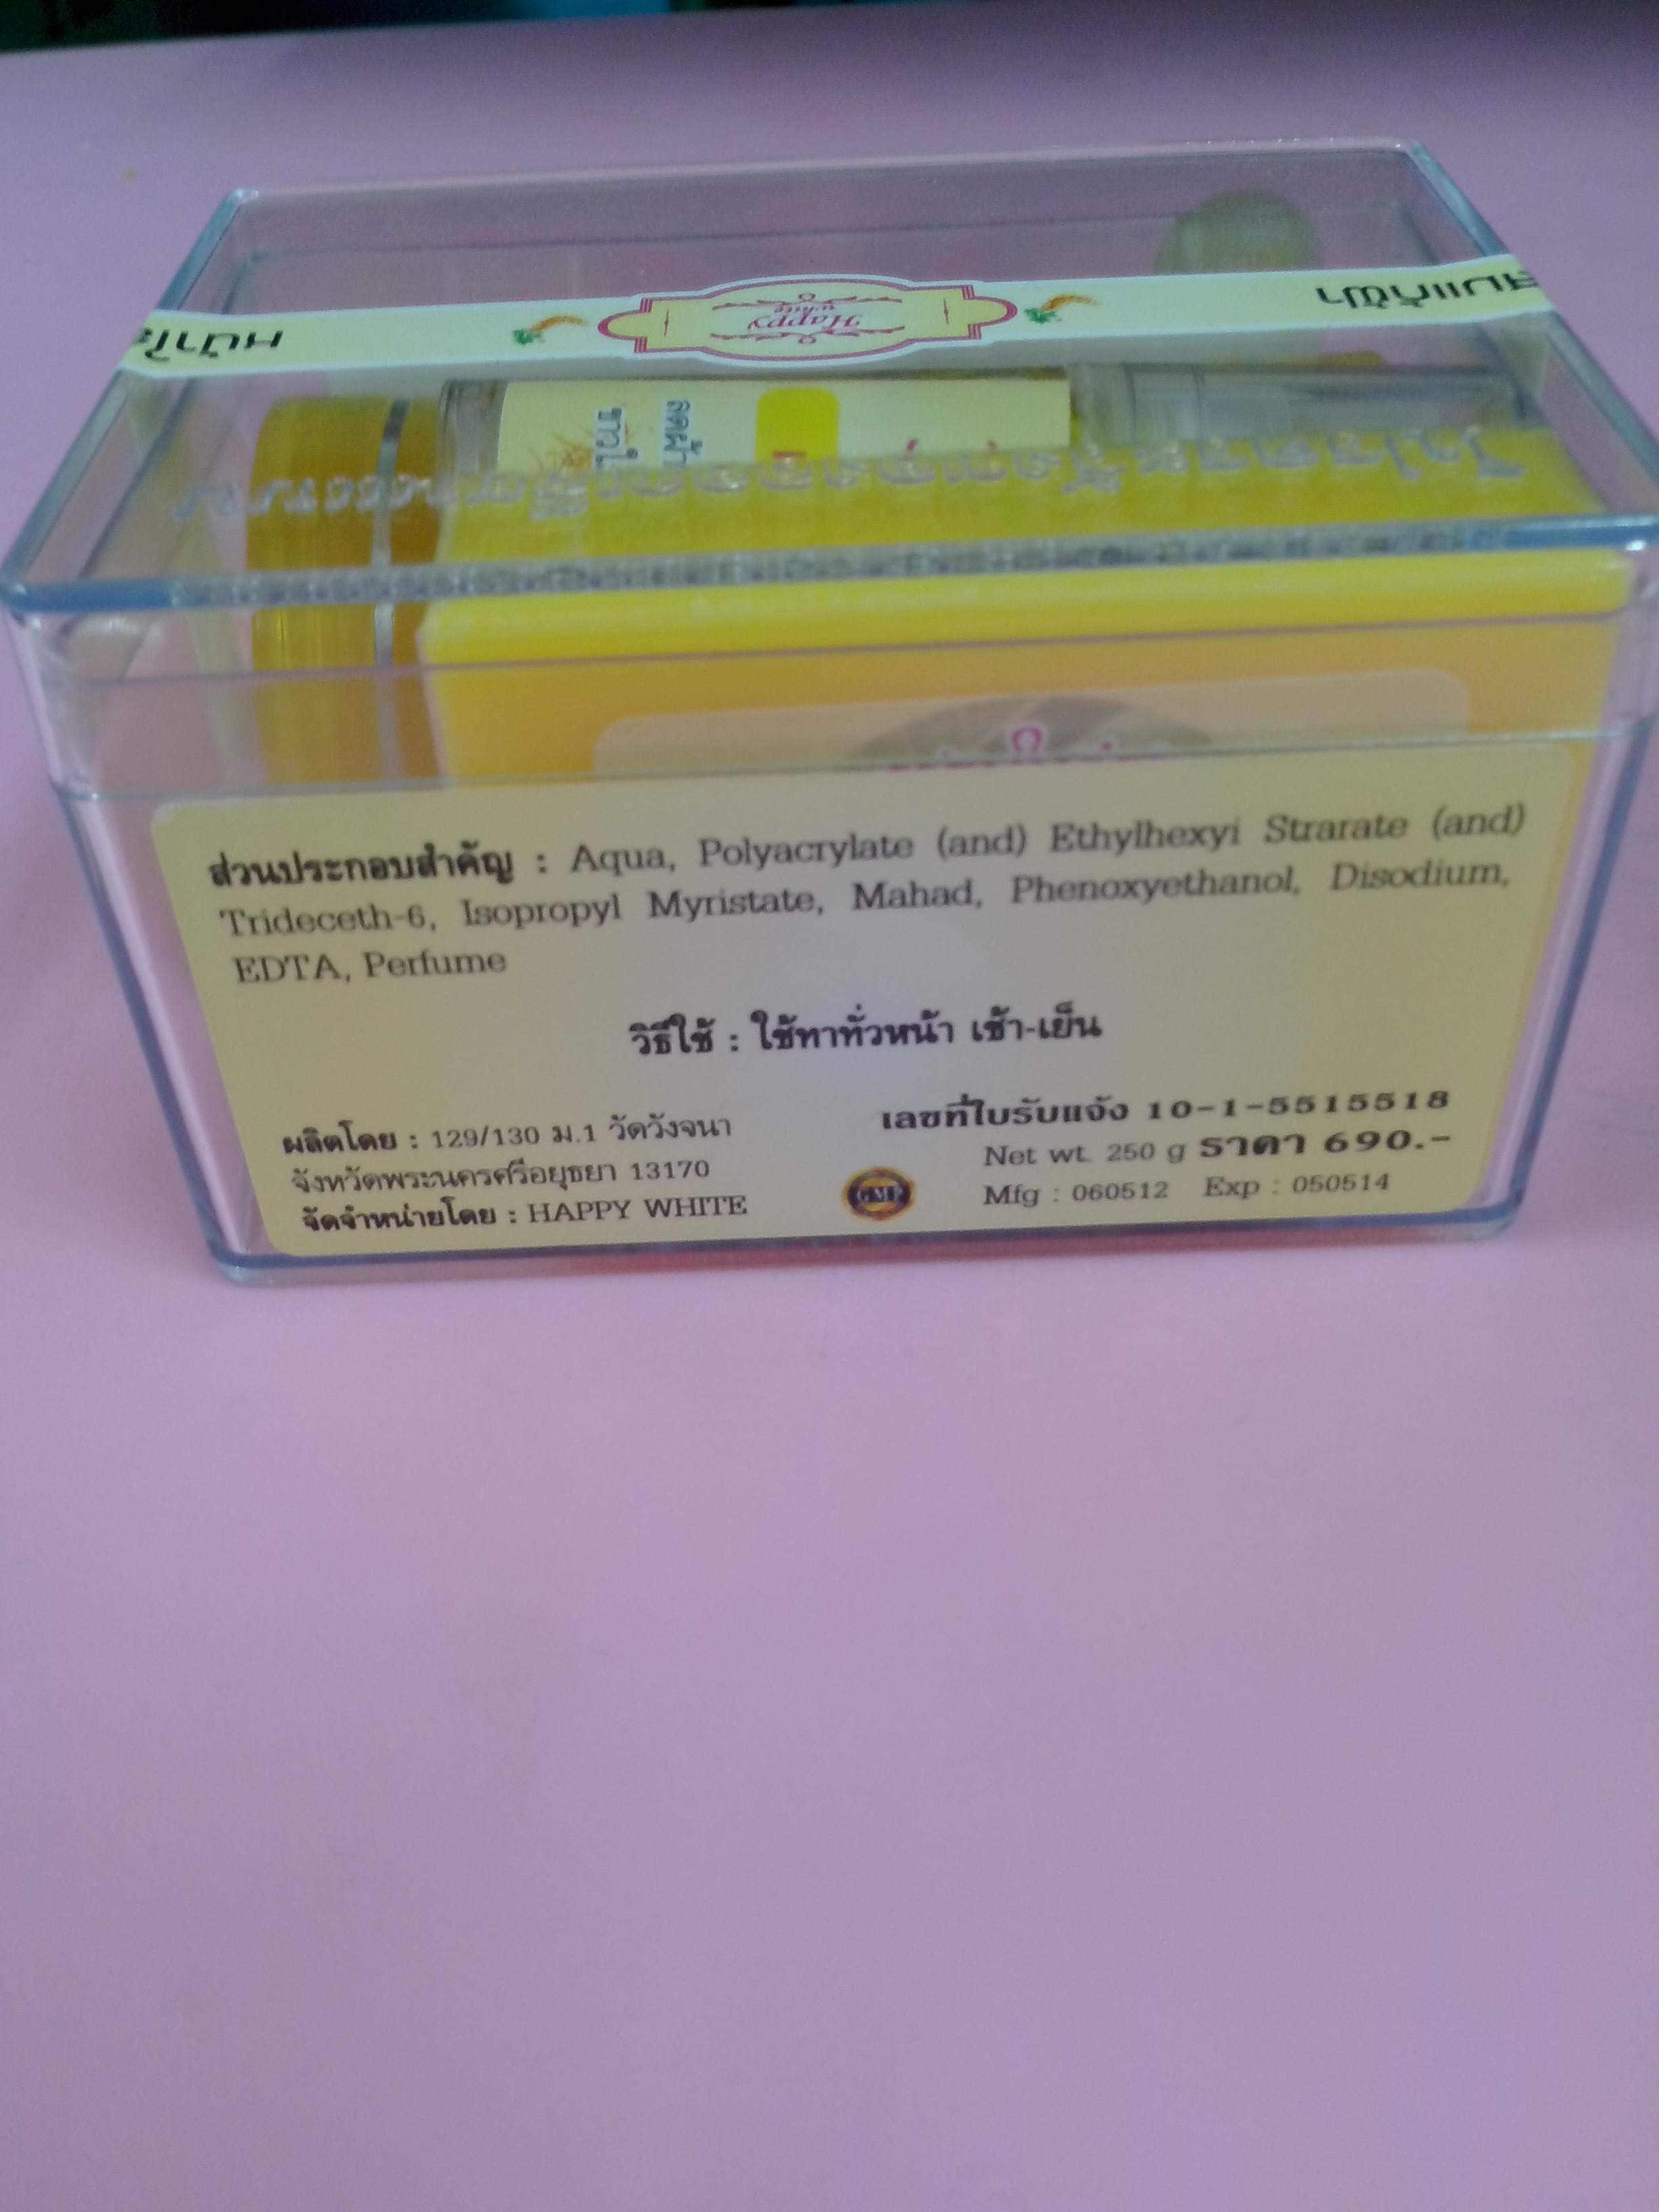 Happy
white
ส่วนประกอบสำคัญ : Aqua, Polyacrylate (and) Ethylhexyi Strarate (and)
Trideceth-6, Isopropyl Myristate, Mahad, Phenoxyethanol, Disodium,
EDTA, Perfume
วิธีใช้ : ใช้ทาทั่วหน้า เช้า-เย็น
ผลิตโดย : 129/130 ม.1 วัดวังจนา
จังหวัดพระนครศรีอยุธยา 13170
จัดจำหน่ายโดย : HAPPY WHITE
GMP
เลขที่ใบรับแจ้ง 10-1-5515518
Net wt. 250 g ราคา 690.-
Mfg : 060512 Exp : 050514